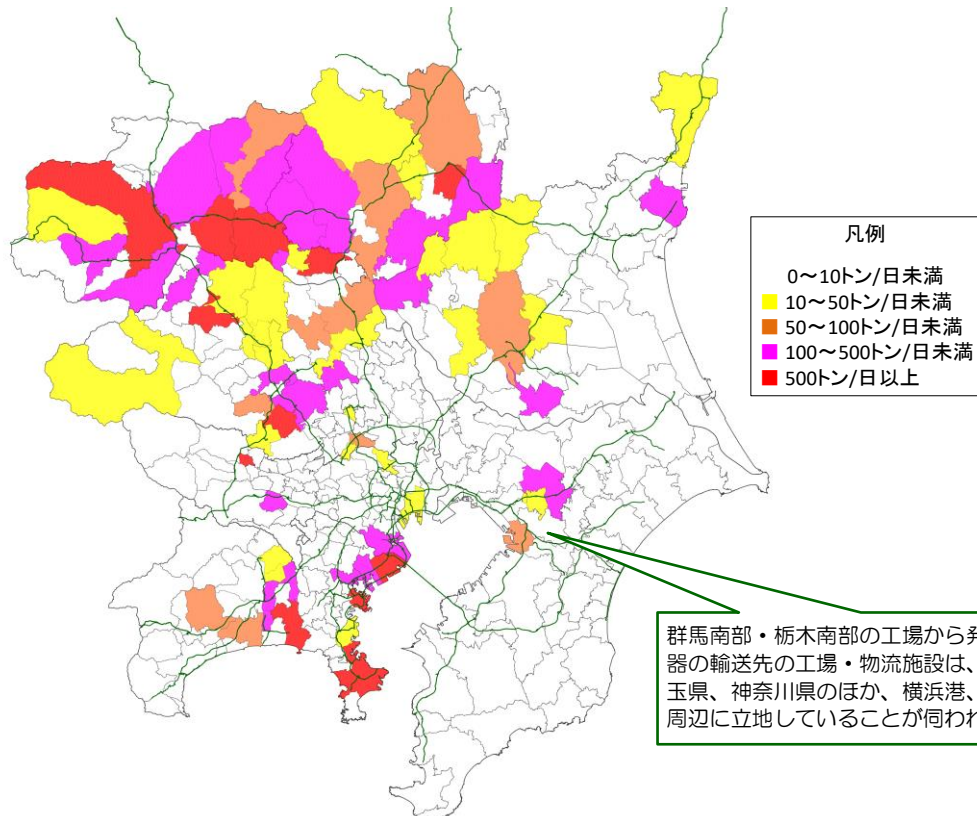 凡例
0～10トン/日未満
10～50トン/日未満
50～100トン/日未満
100～500トン/日未満
500トン/日以上
群馬南部・栃木南部の工場から発
器の輸送先の工場・物流施設は、
玉県、神奈川県のほか、横浜港、
周辺に立地していることが伺われ